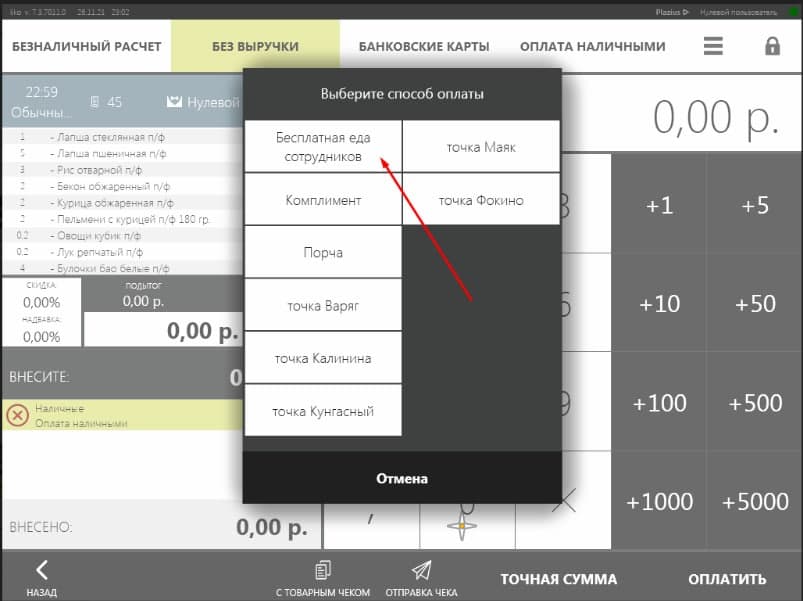 iiko v. 7.3.7011.0 26.11.21 23:02 Plazius Нулевой пользователь
БЕЗНАЛИЧНЫЙ РАСЧЕТ БЕЗ ВЫРУЧКИ БАНКОВСКИЕ КАРТЫ ОПЛАТА НАЛИЧНЫМИ
22:59
Обычны... 45 Нулевой
1 - Лапша стеклянная п/ф
5 - Лапша пшеничная п/ф
3 - Рис отварной п/ф
2 - Бекон обжаренный п/ф
2 - Курица обжаренная п/ф
2 - Пельмени с курицей п/ф 180 гр.
0.2 - Овощи кубик п/ф
0.2 - Лук репчатый п/ф
4 - Булочки бао белые п/ф
СКИДКА:
0,00%
НАДБАВКА:
0,00%
ПОДЫТОГ
0,00 р.
0,00 р.
ВНЕСИТЕ: 0
Наличные
Оплата наличными
ВНЕСЕНО: 0,00 р.
Выберите способ оплаты
Бесплатная еда
сотрудников
точка Маяк
Комплимент
точка Фокино
Порча
точка Варяг
точка Калинина
точка Кунгасный
Отмена
0,00 р.
+1 +5
+10 +50
+100 +500
+1000 +5000
,
НАЗАД
С ТОВАРНЫМ ЧЕКОМ
ОТПРАВКА ЧЕКА
ТОЧНАЯ СУММА
ОПЛАТИТЬ